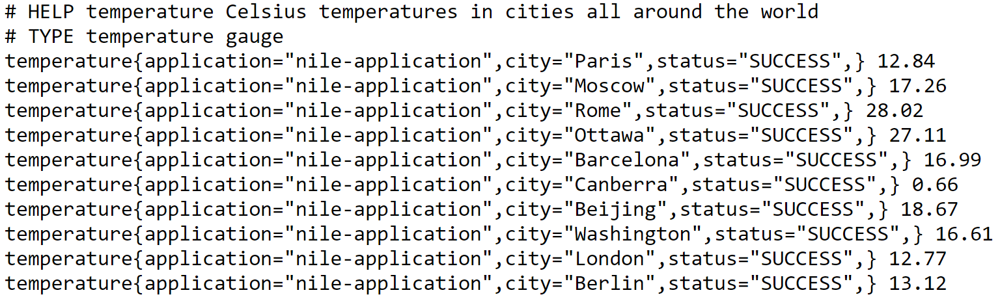 # HELP temperature Celsius temperatures in cities all around the world
# TYPE temperature gauge
temperature{application="nile-application",city="Paris",status="SUCCESS",} 12.84
temperature{application="nile-application",city="Moscow",status="SUCCESS",} 17.26
temperature{application="nile-application",city="Rome",status="SUCCESS",} 28.02
temperature{application="nile-application",city="Ottawa",status="SUCCESS",} 27.11
temperature{application="nile-application",city="Barcelona",status="SUCCESS",} 16.99
temperature{application="nile-application",city="Canberra",status="SUCCESS",} 0.66
temperature{application="nile-application",city="Beijing",status="SUCCESS",} 18.67
temperature{application="nile-application",city="Washington",status="SUCCESS",} 16.61
temperature{application="nile-application",city="London",status="SUCCESS",} 12.77
temperature{application="nile-application",city="Berlin",status="SUCCESS",} 13.12